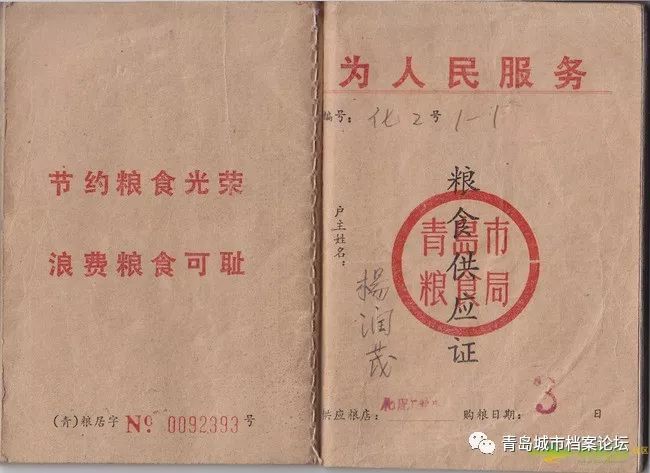 节约粮食光荣
浪费粮食可耻
(青)粮居字 No 0092393 号
为人民服务
编号: 化2号1-1
粮食供应证
青岛市
粮食局
户主姓名:
杨润茂
供应粮店:
购粮日期: 3 日
青岛城市档案论坛